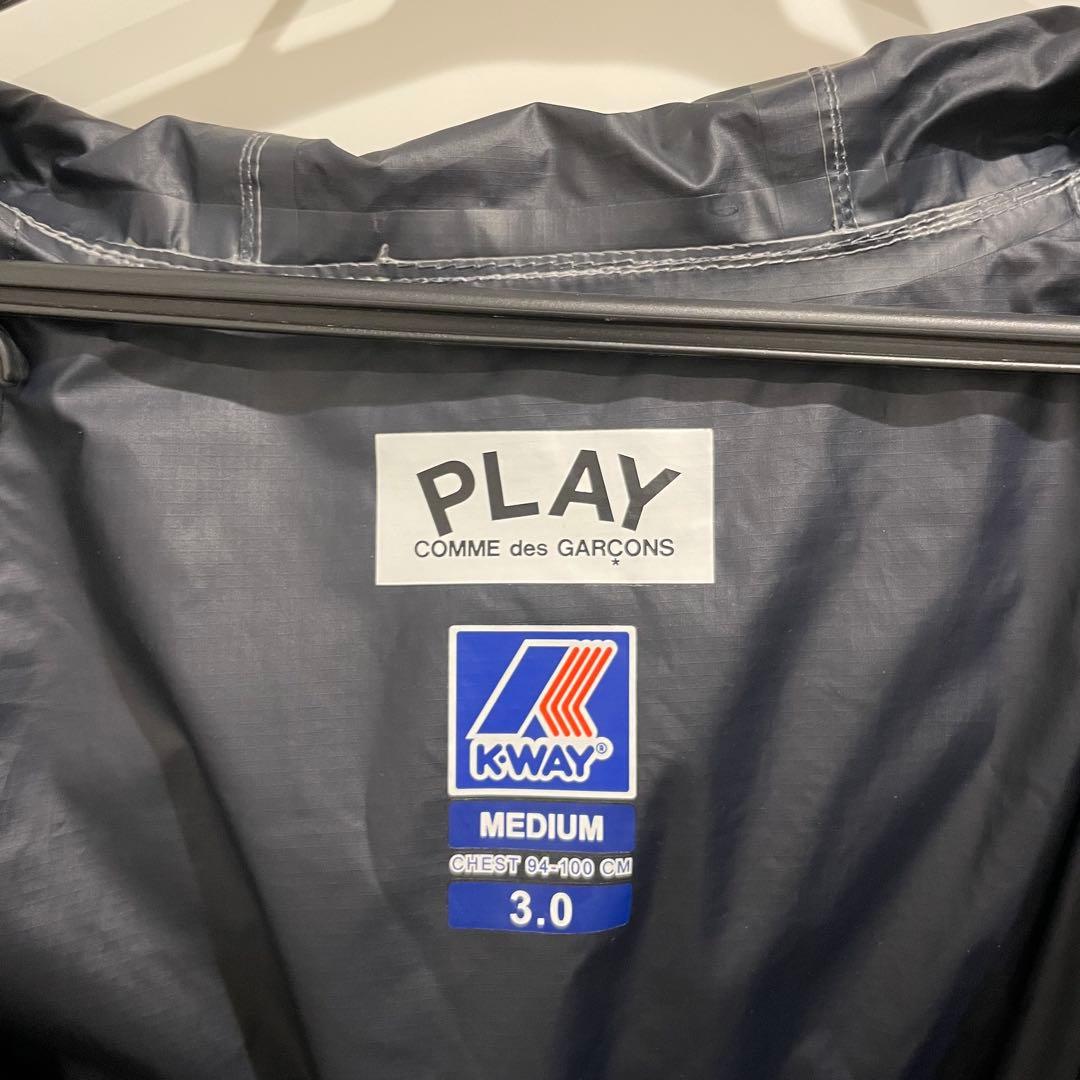 PLAY
COMME des GARÇONS
*
K·WAY®
MEDIUM
CHEST 94-100 CM
3.0